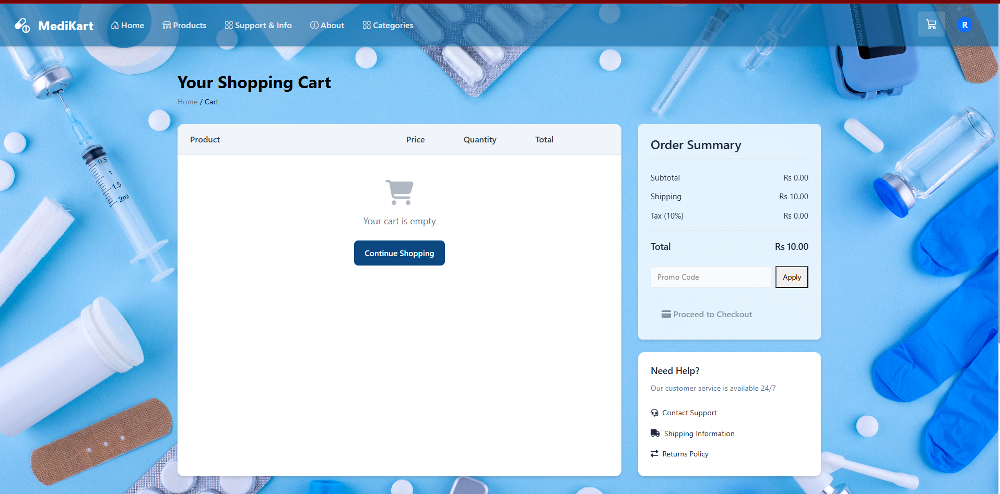 MediKart
Home
Products
Support & Info
About
Categories
R
Pulse Oximeter
Your Shopping Cart
Home / Cart
Product Price Quantity Total
Your cart is empty
Continue Shopping
0.5
1
1.5
2ml
Order Summary
Subtotal Rs 0.00
Shipping Rs 10.00
Tax (10%) Rs 0.00
Total Rs 10.00
Promo Code Apply
Proceed to Checkout
Need Help?
Our customer service is available 24/7
Contact Support
Shipping Information
Returns Policy